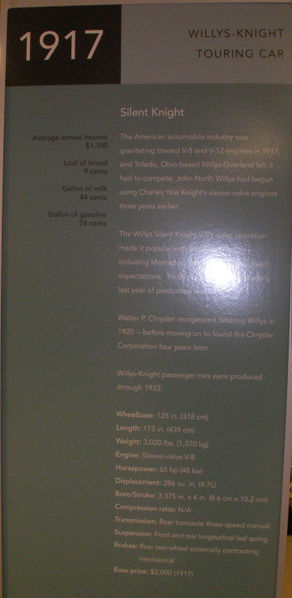 1917
WILLYS-KNIGHT
TOURING CAR
Silent Knight
Average annual income
$1,100
Loaf of bread
9 cents
Gallon of milk
44 cents
Gallon of gasoline
24 cents
The American automobile industry was
gravitating toward V-8 and V-12 engines in 1917,
and Toledo, Ohio-based Willys-Overland felt it
had to compete. John North Willys had begun
using Charles Yale Knight's sleeve-valve engines
three years earlier.
The Willys Silent Knight V-8's quiet operation
made it popular with
including
expectations.
last year of production
Walter P. Chrysler reorganized faltering Willys in
1920 — before moving on to found the Chrysler
Corporation four years later.
Willys-Knight passenger cars were produced
through 1932.
Wheelbase: 125 in. (318 cm)
Length: 173 in. (439 cm)
Weight: 3,020 lbs. (1,370 kg)
Engine: Sleeve-valve V-8
Horsepower: 65 hp (48 kw)
Displacement: 286 cu. in. (4.7L)
Bore/Stroke: 3.375 in. x 4 in. (8.6 cm x 10.2 cm)
Compression ratio: N/A
Transmission: Rear transaxle three-speed manual
Suspension: Front and rear longitudinal leaf spring
Brakes: Rear two-wheel externally contracting
mechanical
Base price: $2,000 (1917)